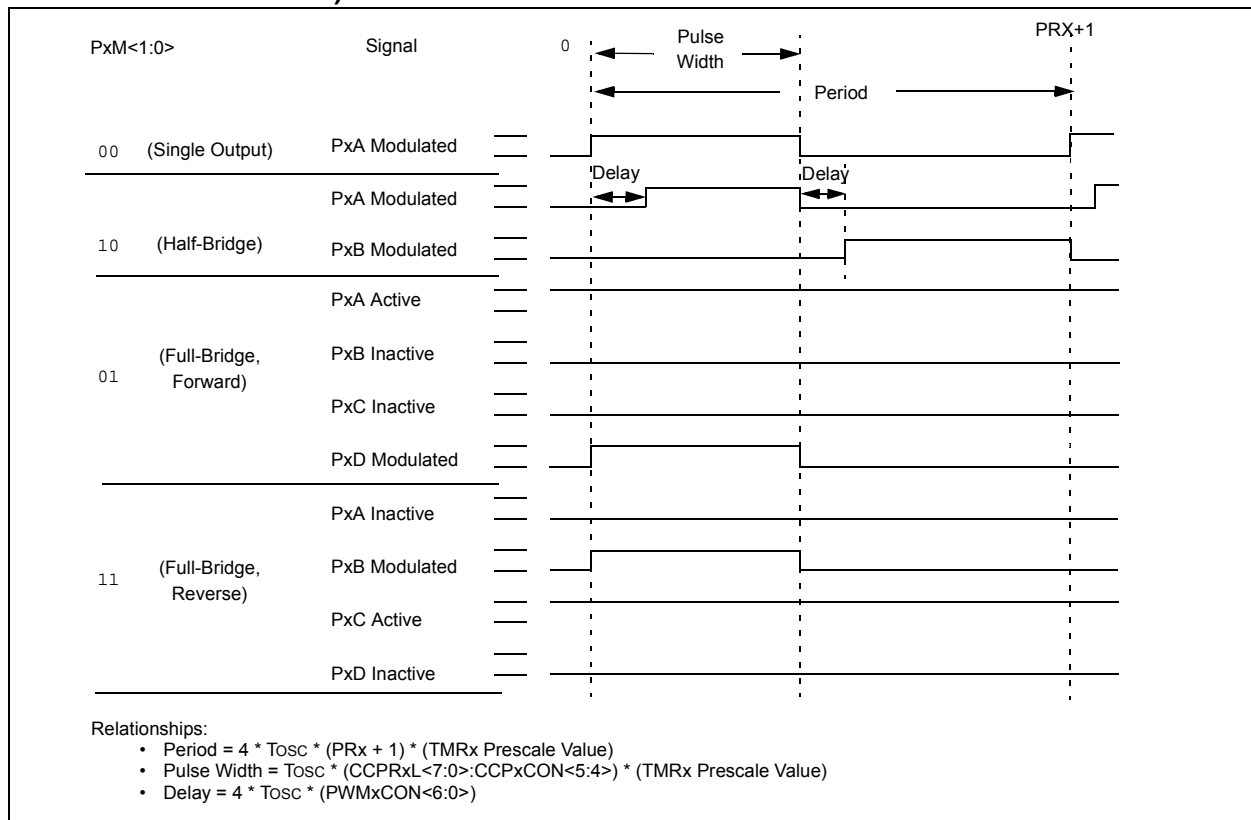 PxM<1:0>
Signal
0
Pulse
Width
PRX+1
Period
00
(Single Output)
PxA Modulated
Delay
Delay
PxA Modulated
10
(Half-Bridge)
PxB Modulated
PxA Active
PxB Inactive
01
(Full-Bridge,
Forward)
PxC Inactive
PxD Modulated
PxA Inactive
11
(Full-Bridge,
Reverse)
PxB Modulated
PxC Active
PxD Inactive
Relationships:
• Period = 4 * TOSC * (PRx + 1) * (TMRx Prescale Value)
• Pulse Width = TOSC * (CCPRxL<7:0>:CCPxCON<5:4>) * (TMRx Prescale Value)
• Delay = 4 * TOSC * (PWMxCON<6:0>)